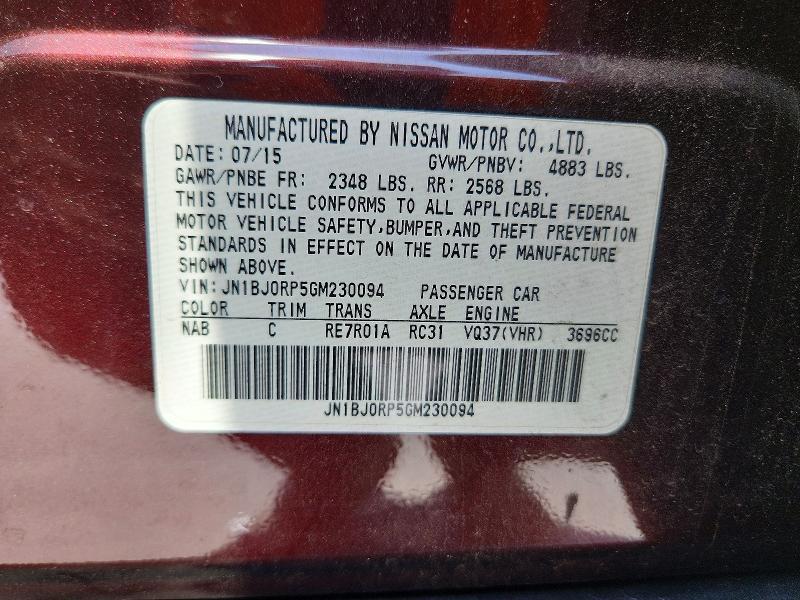 MANUFACTURED BY NISSAN MOTOR CO.,LTD.
DATE: 07/15 GVWR/PNBV: 4883 LBS.
GAWR/PNBE FR: 2348 LBS. RR: 2568 LBS.
THIS VEHICLE CONFORMS TO ALL APPLICABLE FEDERAL
MOTOR VEHICLE SAFETY,BUMPER,AND THEFT PREVENTION
STANDARDS IN EFFECT ON THE DATE OF MANUFACTURE
SHOWN ABOVE.
VIN: JN1BJ0RP5GM230094 PASSENGER CAR
COLOR TRIM TRANS AXLE ENGINE
NAB C RE7R01A RC31 VQ37(VHR) 3696CC
JN1BJ0RP5GM230094